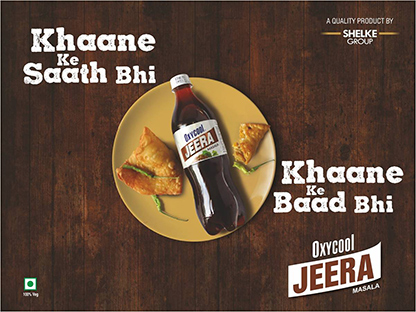 A QUALITY PRODUCT BY
SHELKE
GROUP
Khaane
Ke
Saath Bhi
Oxycool
JEERA
Khaane
Ke
Baad Bhi
Oxycool
JEERA
MASALA
100% Veg